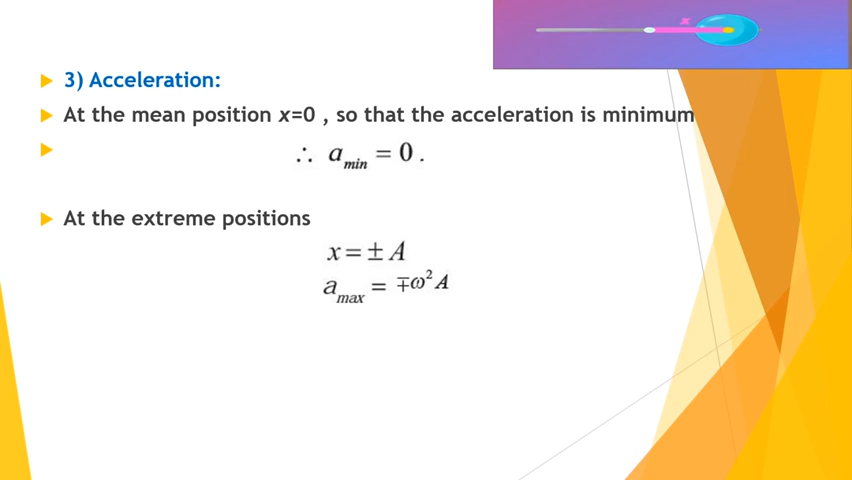 x
3) Acceleration:
At the mean position x=0 , so that the acceleration is minimum
∴ a_min = 0 .
At the extreme positions
x = ± A
a_max = ∓ω² A